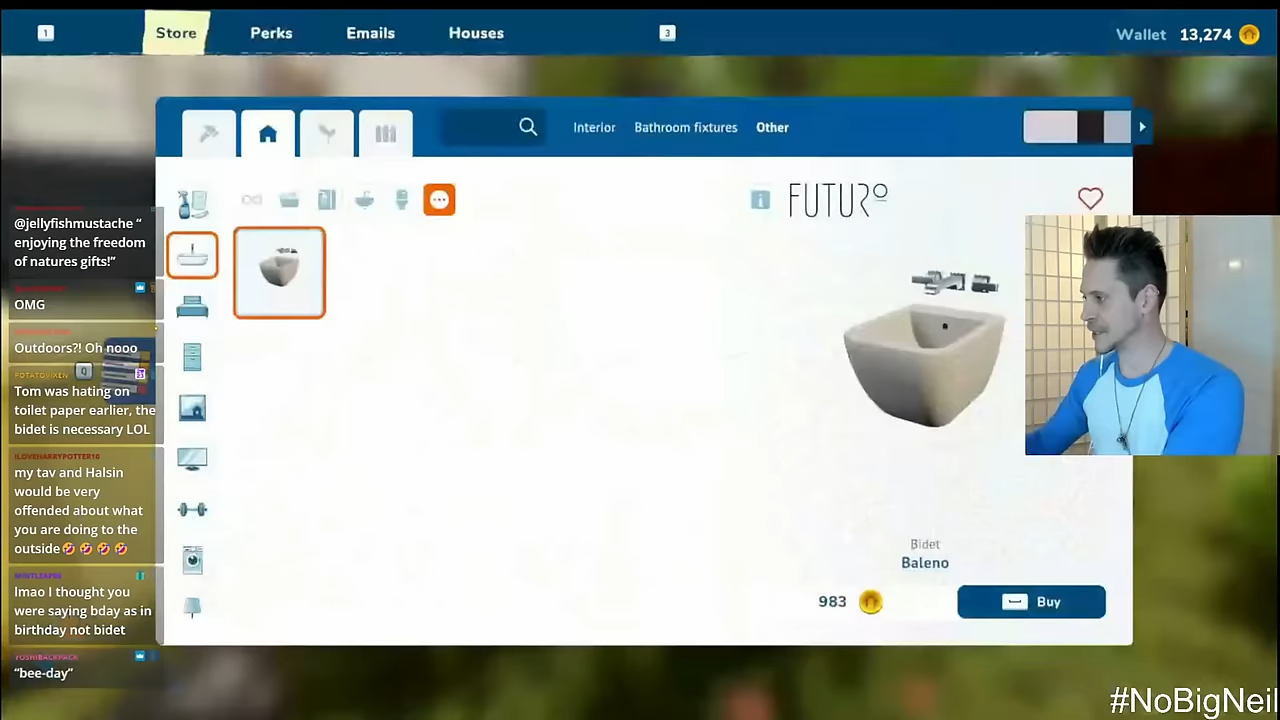 1
Store
Perks
Emails
Houses
3
Wallet 13,274
Interior
Bathroom fixtures
Other
i
FUTURO
@jellyfishmustache “
enjoying the freedom
of natures gifts!”
OMG
Outdoors?! Oh nooo
POTATOVIXEN
Q
Tom was hating on
toilet paper earlier, the
bidet is necessary LOL
ILOVEHARRYPOTTER10
my tav and Halsin
would be very
offended about what
you are doing to the
outside🤣 🤣 🤣 🤣
lmao I thought you
were saying bday as in
birthday not bidet
YOSHIBACKPACK
“bee-day”
Bidet
Baleno
983
Buy
#NoBigNeil